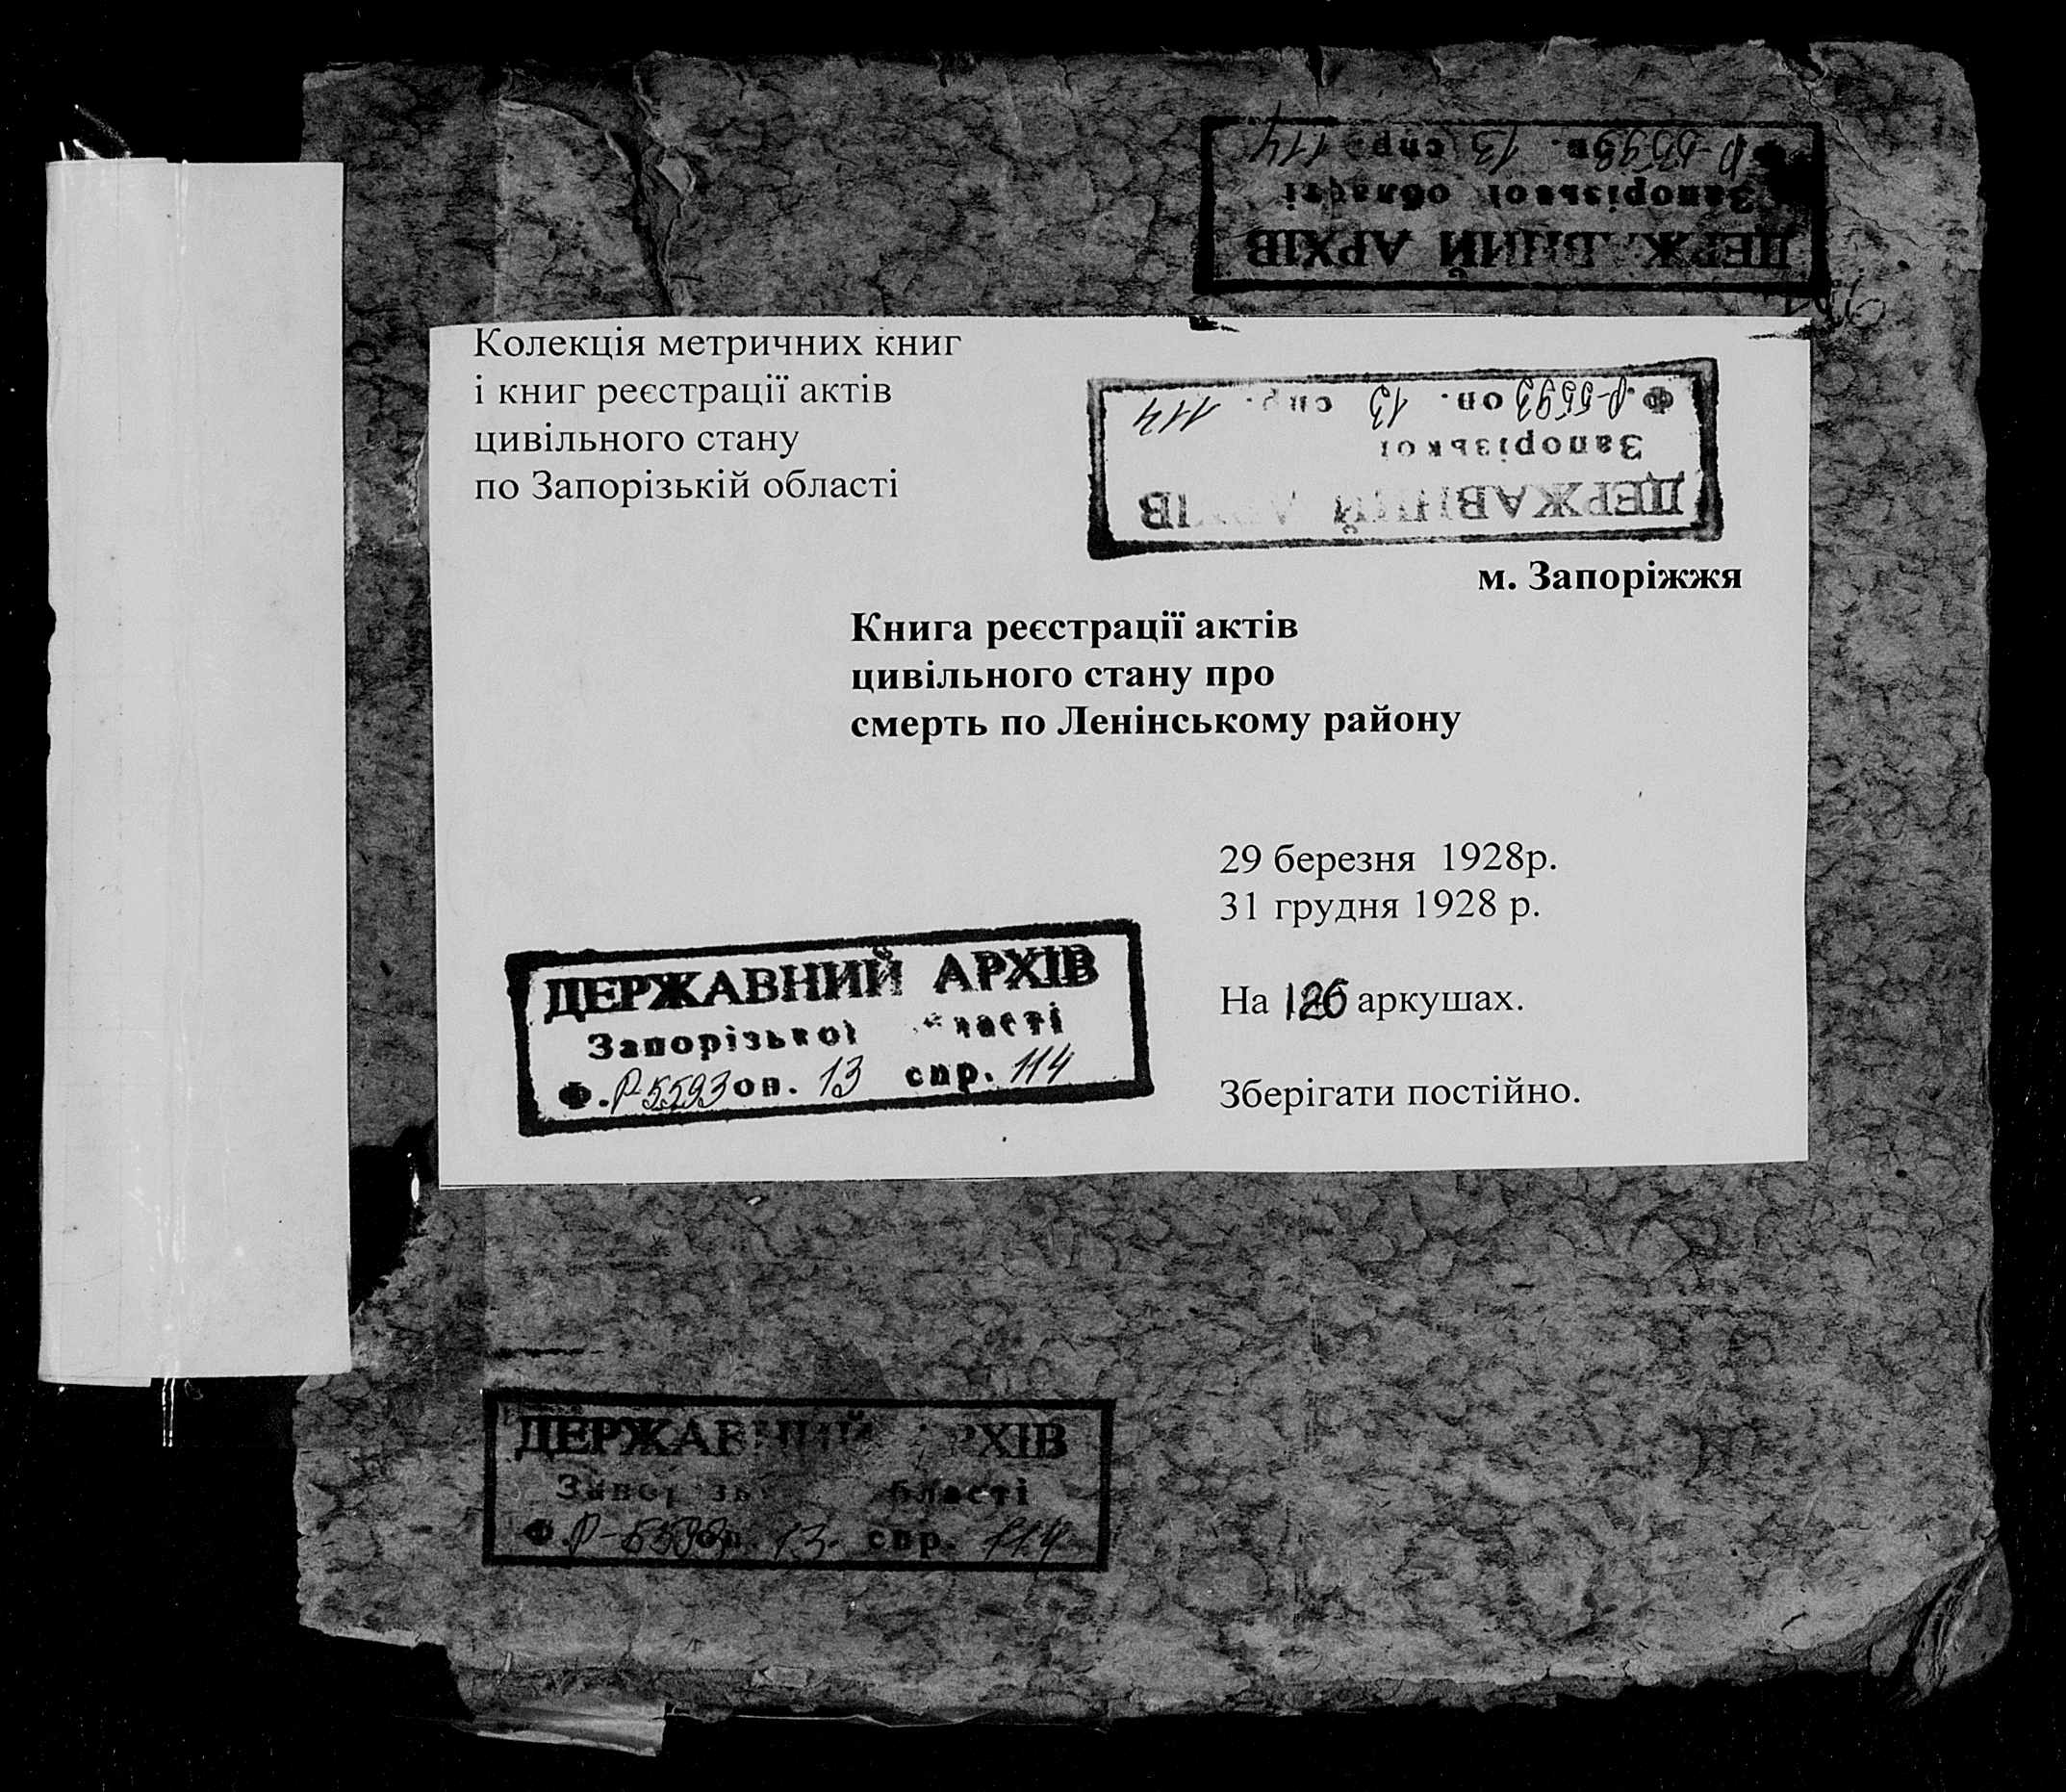 Ф. Р-5593 оп. 13 спр. 114
Запорізької області
ДЕРЖАВНИЙ АРХІВ
Колекція метричних книг
і книг реєстрації актів
цивільного стану
по Запорізькій області
Ф. Р-5593 оп. 13 спр. 114
Запорізької
ДЕРЖАВНИЙ
м. Запоріжжя
Книга реєстрації актів
цивільного стану про
смерть по Ленінському району
29 березня 1928р.
31 грудня 1928 р.
На 126 аркушах.
Зберігати постійно.
ДЕРЖАВНИЙ АРХІВ
Запорізької області
Ф. Р-5593 оп. 13 спр. 114
ДЕРЖАВНИЙ АРХІВ
Запорізької області
Ф. Р-5593 оп. 13 спр. 114